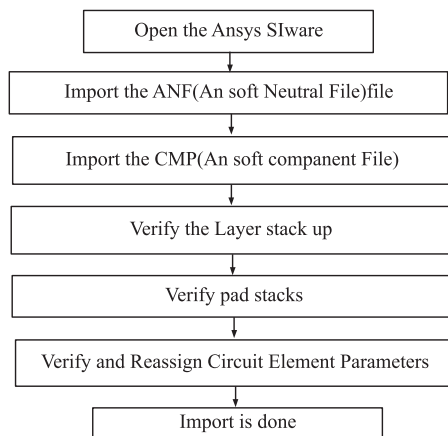 Open the Ansys SIware
Import the ANF(An soft Neutral File)file
Import the CMP(An soft companant File)
Verify the Layer stack up
Verify pad stacks
Verify and Reassign Circuit Element Parameters
Import is done